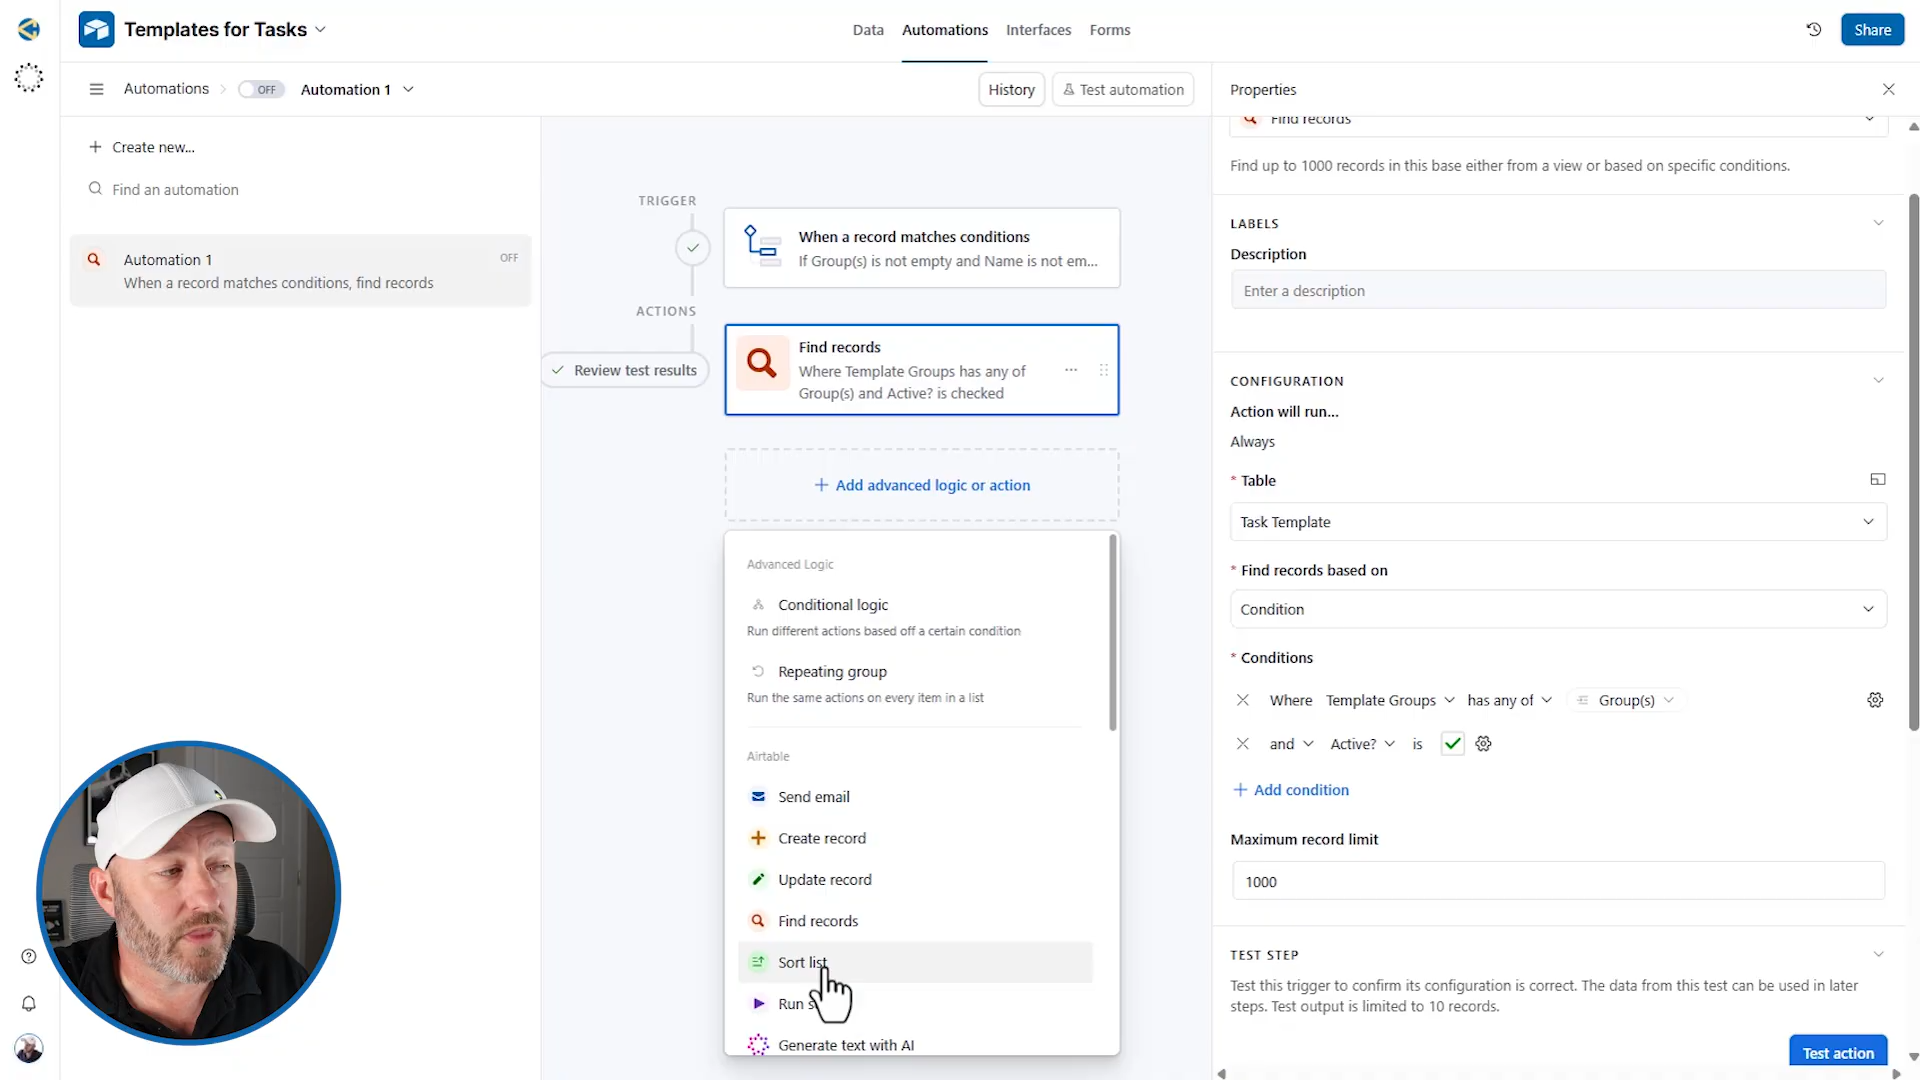 Templates for Tasks
Data
Automations
Interfaces
Forms
Share
Automations
OFF
Automation 1
History
Test automation
Properties
Create new...
Find an automation
Automation 1
OFF
When a record matches conditions, find records
TRIGGER
When a record matches conditions
If Group(s) is not empty and Name is not em...
ACTIONS
Review test results
Find records
Where Template Groups has any of
Group(s) and Active? is checked
Add advanced logic or action
Advanced Logic
Conditional logic
Run different actions based off a certain condition
Repeating group
Run the same actions on every item in a list
Airtable
Send email
Create record
Update record
Find records
Sort list
Run s
Generate text with AI
Find records
Find up to 1000 records in this base either from a view or based on specific conditions.
LABELS
Description
Enter a description
CONFIGURATION
Action will run...
Always
* Table
Task Template
* Find records based on
Condition
* Conditions
Where Template Groups has any of Group(s)
and Active? is
Add condition
Maximum record limit
1000
TEST STEP
Test this trigger to confirm its configuration is correct. The data from this test can be used in later
steps. Test output is limited to 10 records.
Test action